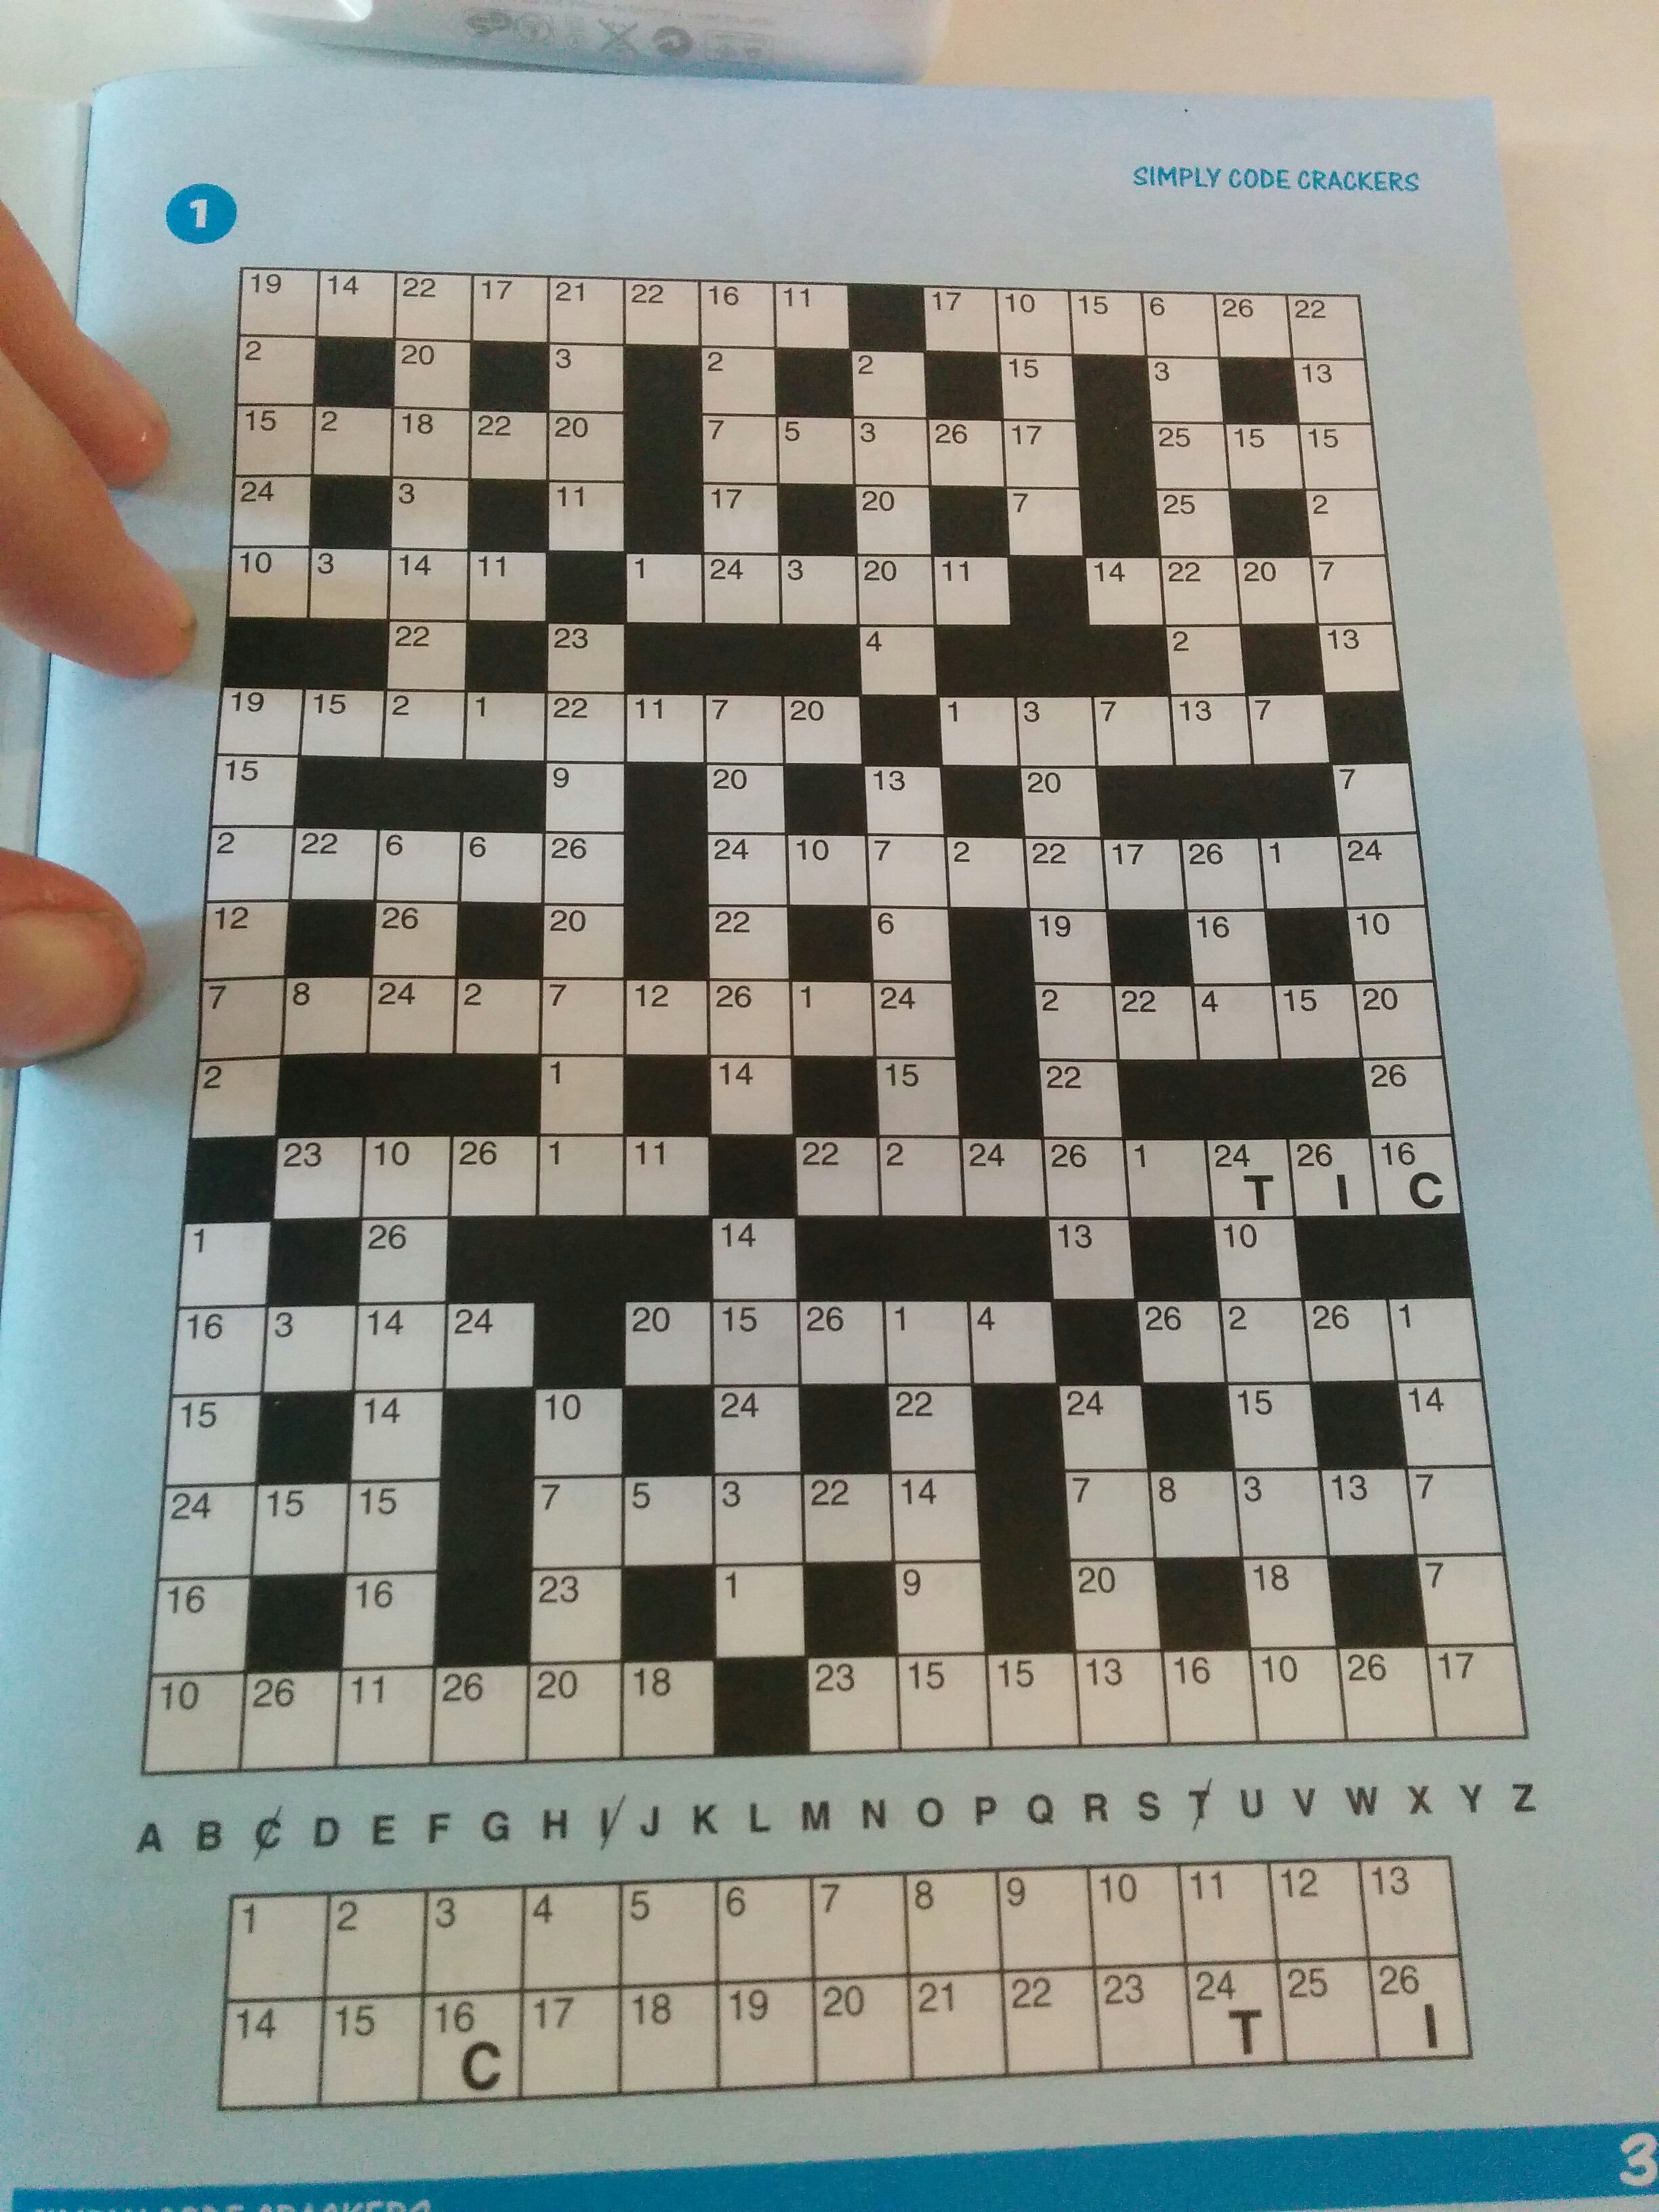 SIMPLY CODE CRACKERS
1
19 14 22 17 21 22 16 11 17 10 15 6 26 22
2 20 3 2 2 15 3 13
15 2 18 22 20 7 5 3 26 17 25 15 15
24 3 11 17 20 7 25 2
10 3 14 11 1 24 3 20 11 14 22 20 7
22 23 4 2 13
19 15 2 1 22 11 7 20 1 3 7 13 7
15 9 20 13 20 7
2 22 6 6 26 24 10 7 2 22 17 26 1 24
12 26 20 22 6 19 16 10
7 8 24 2 7 12 26 1 24 2 22 4 15 20
2 1 14 15 22 26
23 10 26 1 11 22 2 24 26 1 24 T 26 I 16 C
1 26 14 13 10
16 3 14 24 20 15 26 1 4 26 2 26 1
15 14 10 24 22 24 15 14
24 15 15 7 5 3 22 14 7 8 3 13 7
16 16 23 1 9 20 18 7
10 26 11 26 20 18 23 15 15 13 16 10 26 17
A B C D E F G H I J K L M N O P Q R S T U V W X Y Z
1 2 3 4 5 6 7 8 9 10 11 12 13
14 15 16 C 17 18 19 20 21 22 23 24 T 25 26 I
3